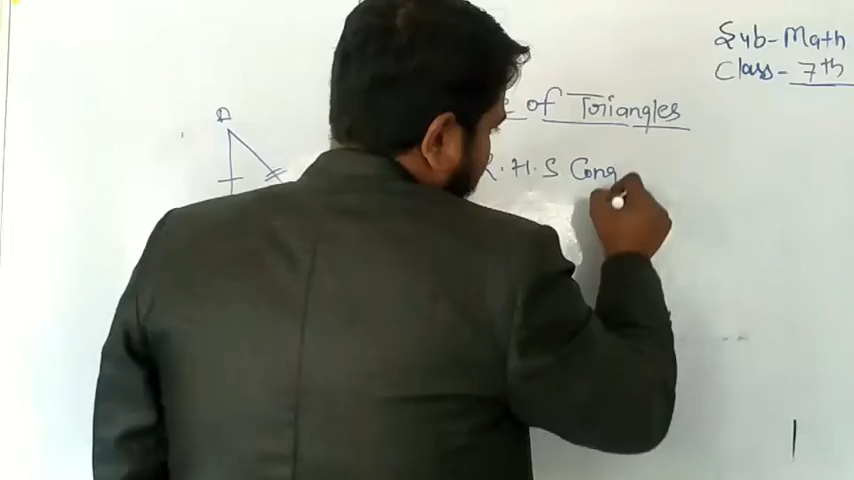 Sub-Math
Class-7th
of Triangles
R.H.S Cong
D